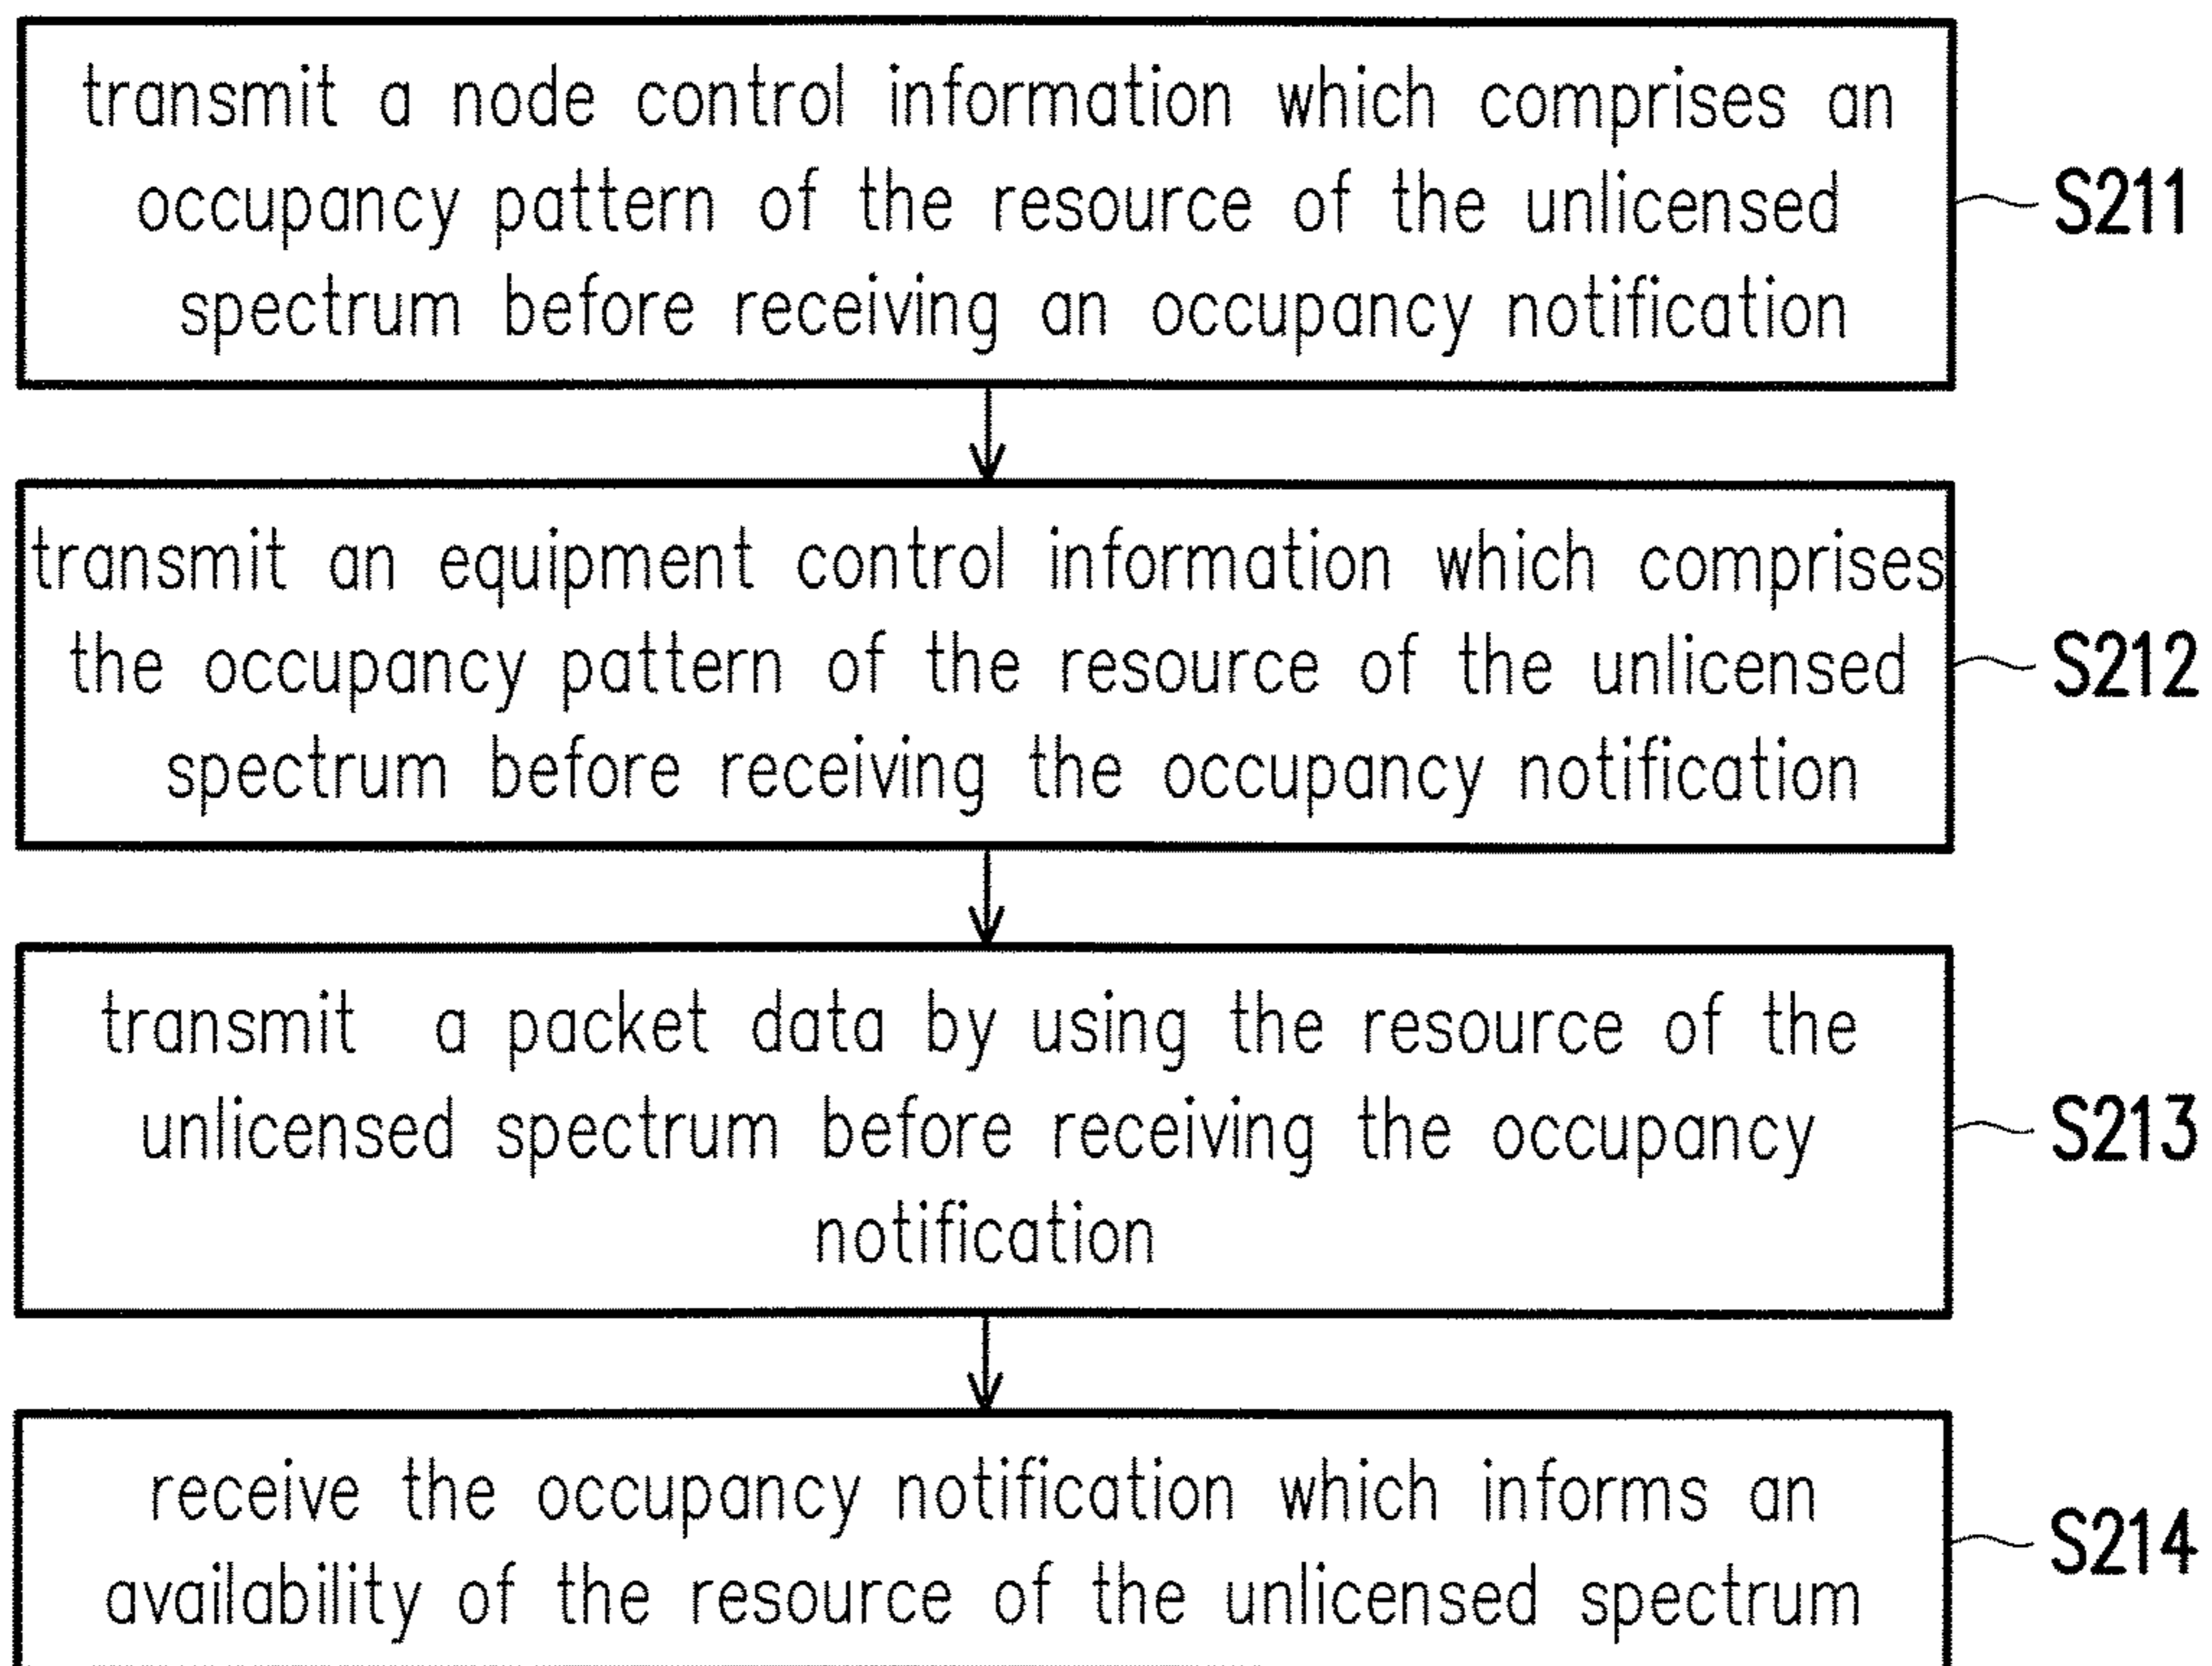 transmit a node control information which comprises an
occupancy pattern of the resource of the unlicensed
spectrum before receiving an occupancy notification
S211
transmit an equipment control information which comprises
the occupancy pattern of the resource of the unlicensed
spectrum before receiving the occupancy notification
S212
transmit a packet data by using the resource of the
unlicensed spectrum before receiving the occupancy
notification
S213
receive the occupancy notification which informs an
availability of the resource of the unlicensed spectrum
S214